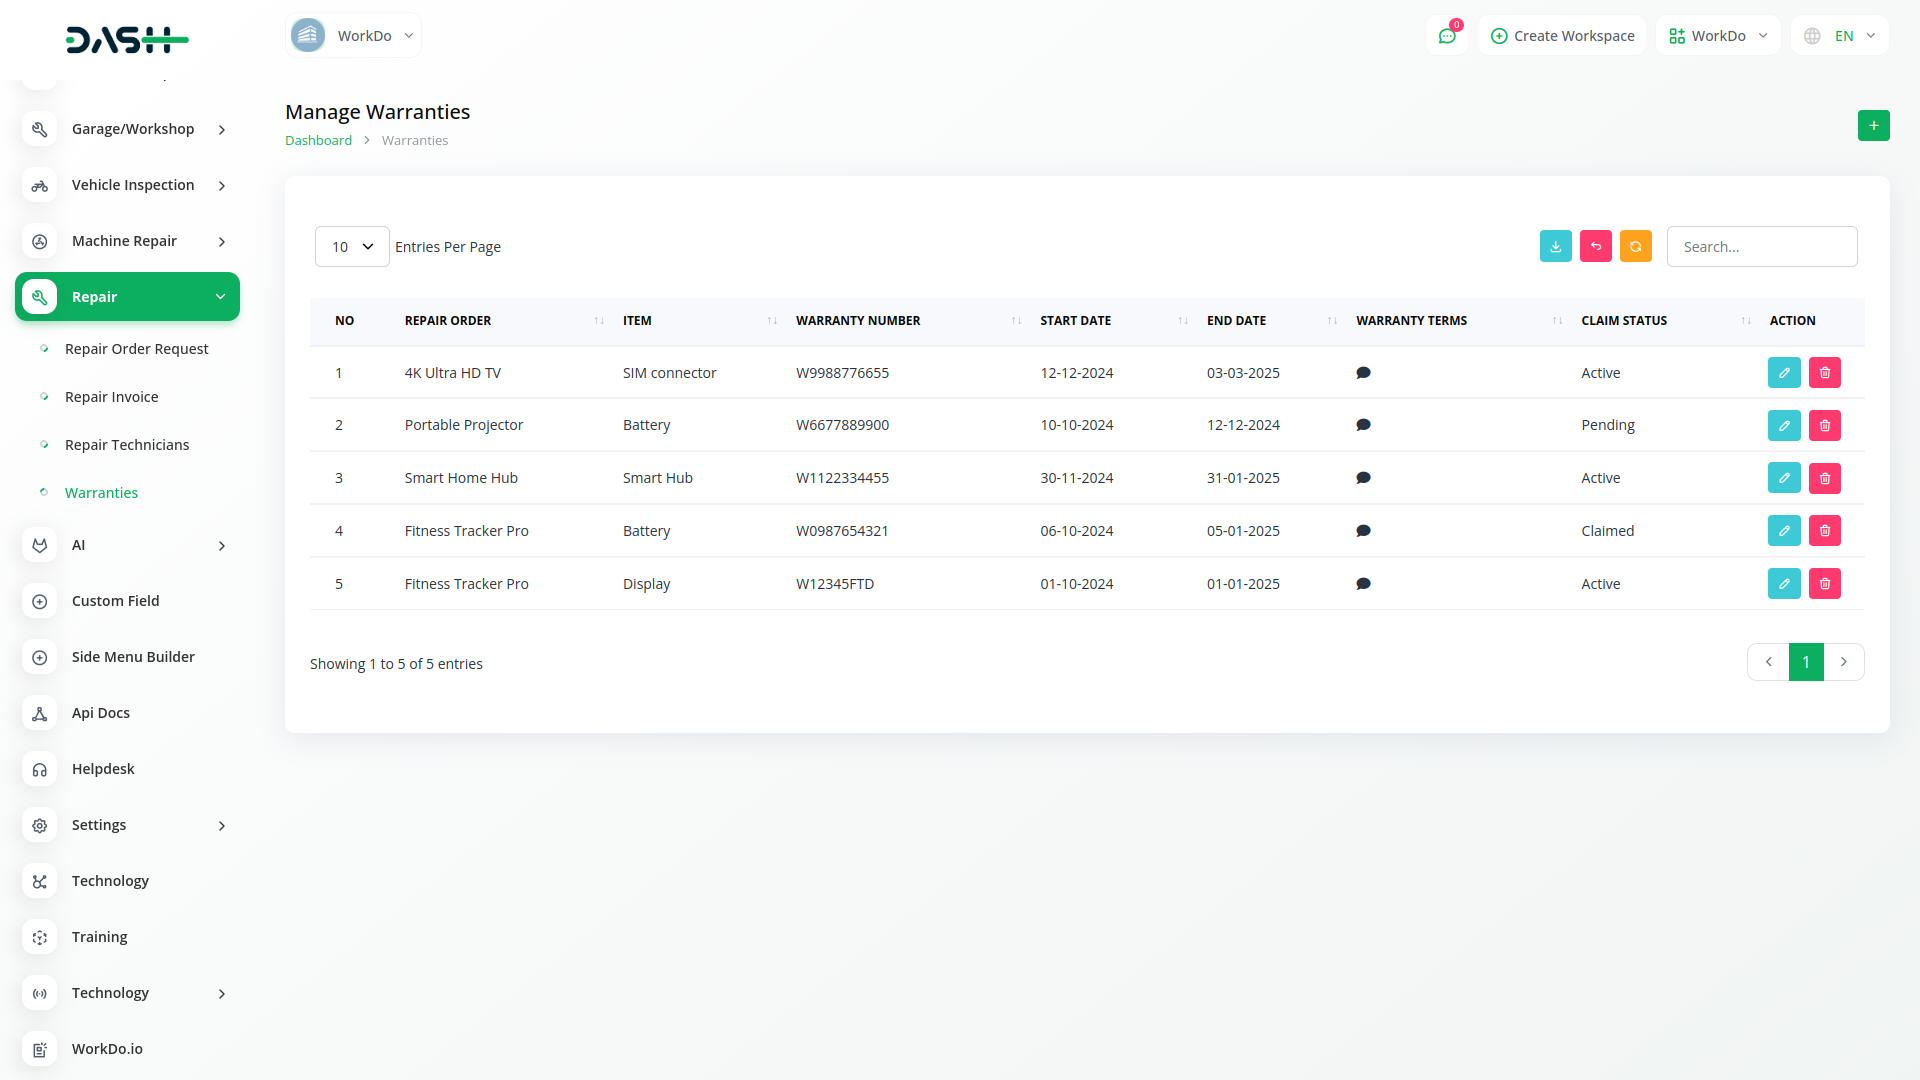 DASH
WorkDo
0
Create Workspace
WorkDo
EN
Garage/Workshop
Vehicle Inspection
Machine Repair
Repair
Repair Order Request
Repair Invoice
Repair Technicians
Warranties
AI
Custom Field
Side Menu Builder
Api Docs
Helpdesk
Settings
Technology
Training
Technology
WorkDo.io
Manage Warranties
Dashboard > Warranties
10 Entries Per Page
Search...
NO REPAIR ORDER ITEM WARRANTY NUMBER START DATE END DATE WARRANTY TERMS CLAIM STATUS ACTION
1 4K Ultra HD TV SIM connector W9988776655 12-12-2024 03-03-2025 Active
2 Portable Projector Battery W6677889900 10-10-2024 12-12-2024 Pending
3 Smart Home Hub Smart Hub W1122334455 30-11-2024 31-01-2025 Active
4 Fitness Tracker Pro Battery W0987654321 06-10-2024 05-01-2025 Claimed
5 Fitness Tracker Pro Display W12345FTD 01-10-2024 01-01-2025 Active
Showing 1 to 5 of 5 entries
1